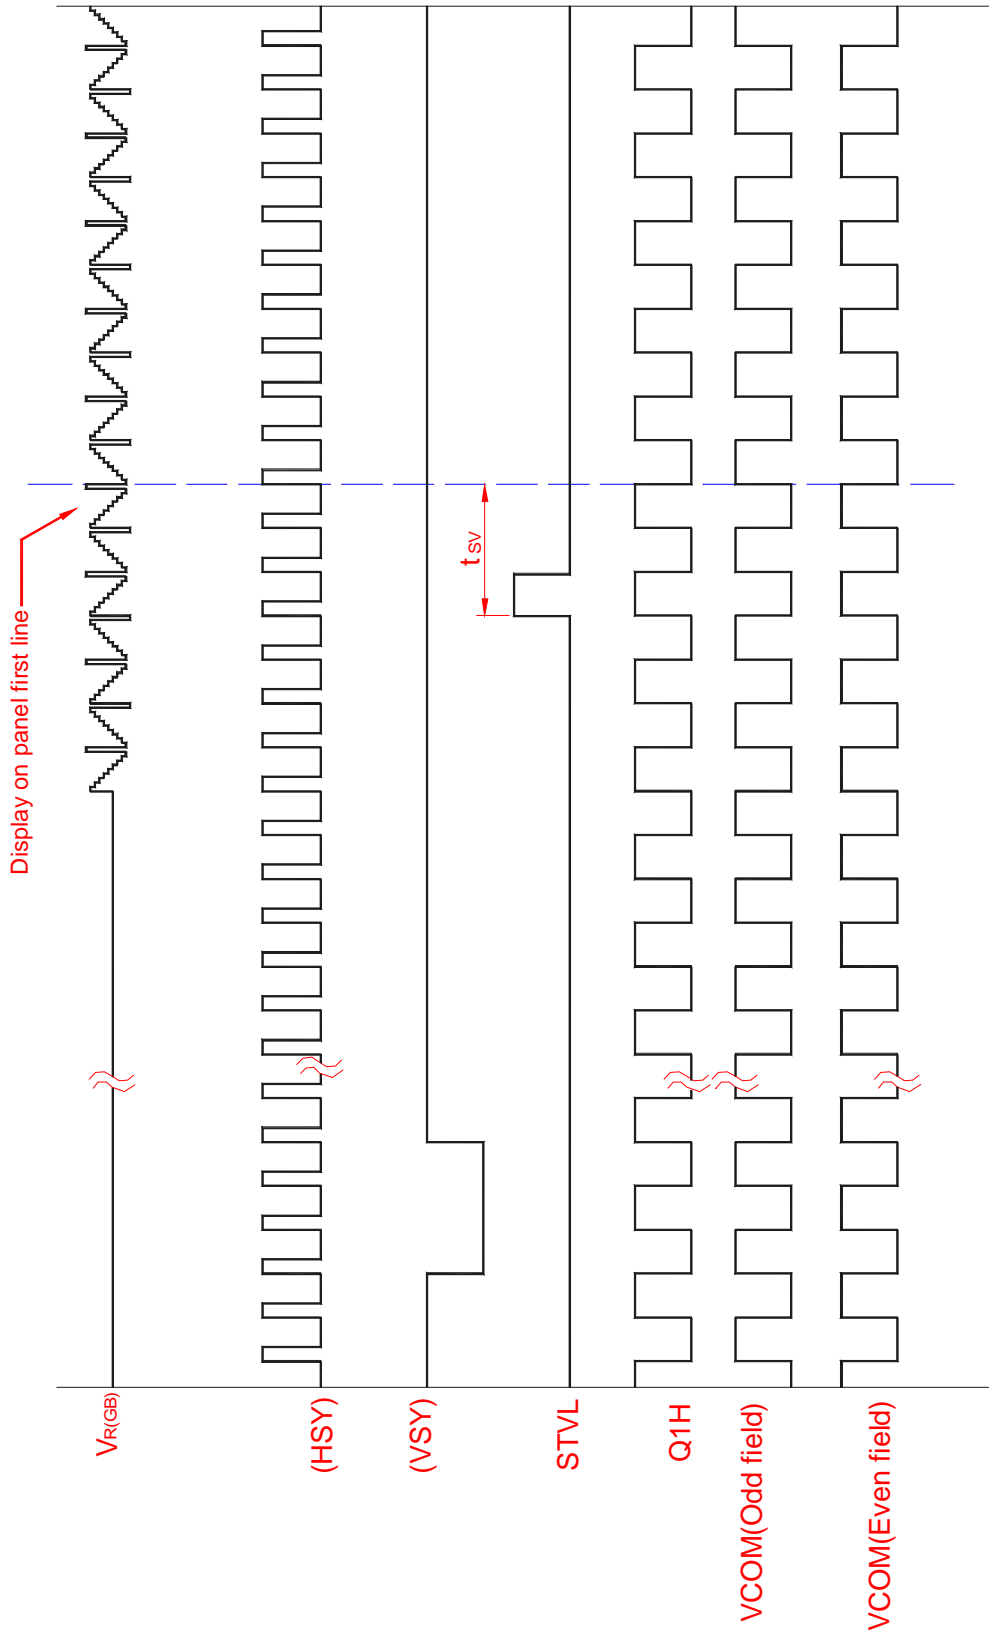 Display on panel first line
VR(GB)
(HSY)
(VSY)
tSV
STVL
Q1H
VCOM(Odd field)
VCOM(Even field)